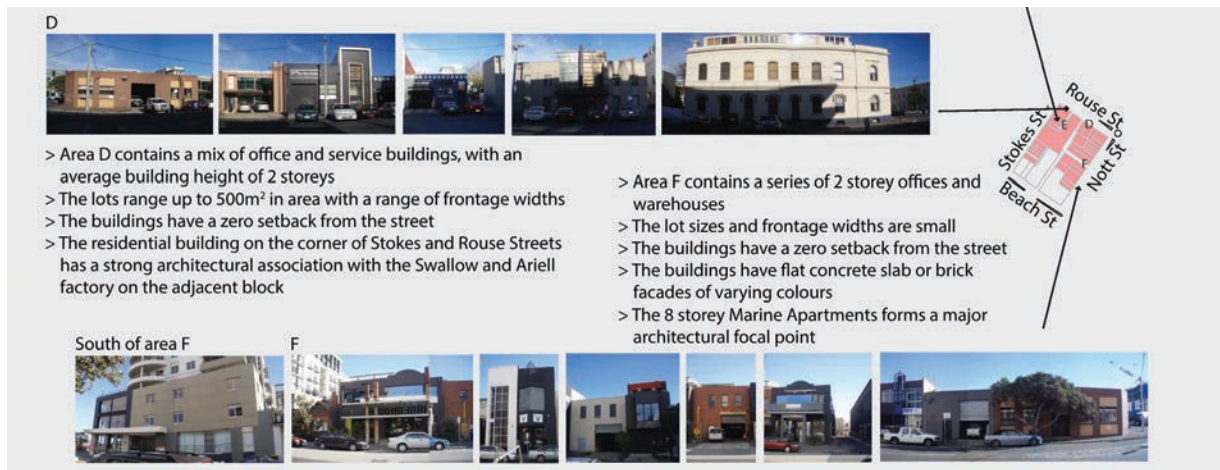 D
> Area D contains a mix of office and service buildings, with an
average building height of 2 storeys
> The lots range up to 500m² in area with a range of frontage widths
> The buildings have a zero setback from the street
> The residential building on the corner of Stokes and Rouse Streets
has a strong architectural association with the Swallow and Ariell
factory on the adjacent block
> Area F contains a series of 2 storey offices and
warehouses
> The lot sizes and frontage widths are small
> The buildings have a zero setback from the street
> The buildings have flat concrete slab or brick
facades of varying colours
> The 8 storey Marine Apartments forms a major
architectural focal point
Rouse St
Stokes St
E
D
F
Nott St
Beach St
South of area F
F